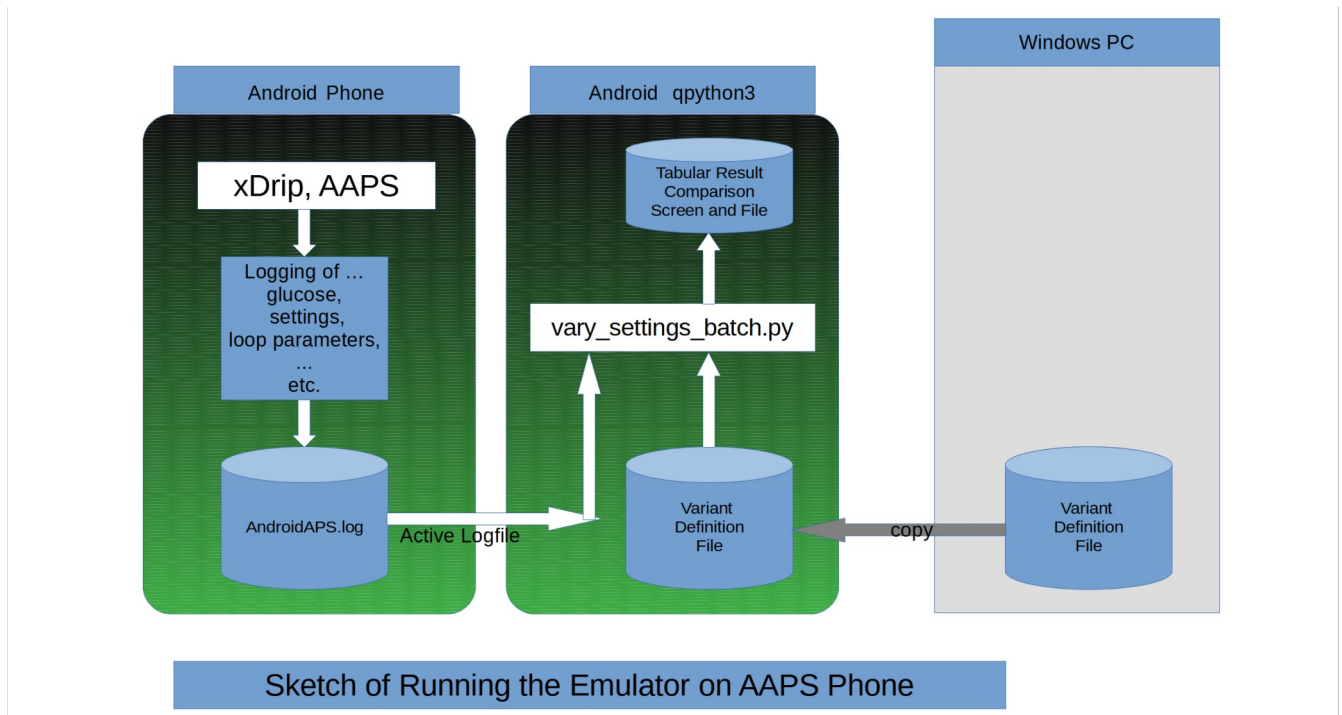 Windows PC
Android Phone
Android qpython3
xDrip, AAPS
Tabular Result
Comparison
Screen and File
Logging of ...
glucose,
settings,
loop parameters,
...
etc.
vary_settings_batch.py
AndroidAPS.log
Active Logfile
Variant
Definition
File
copy
Variant
Definition
File
Sketch of Running the Emulator on AAPS Phone